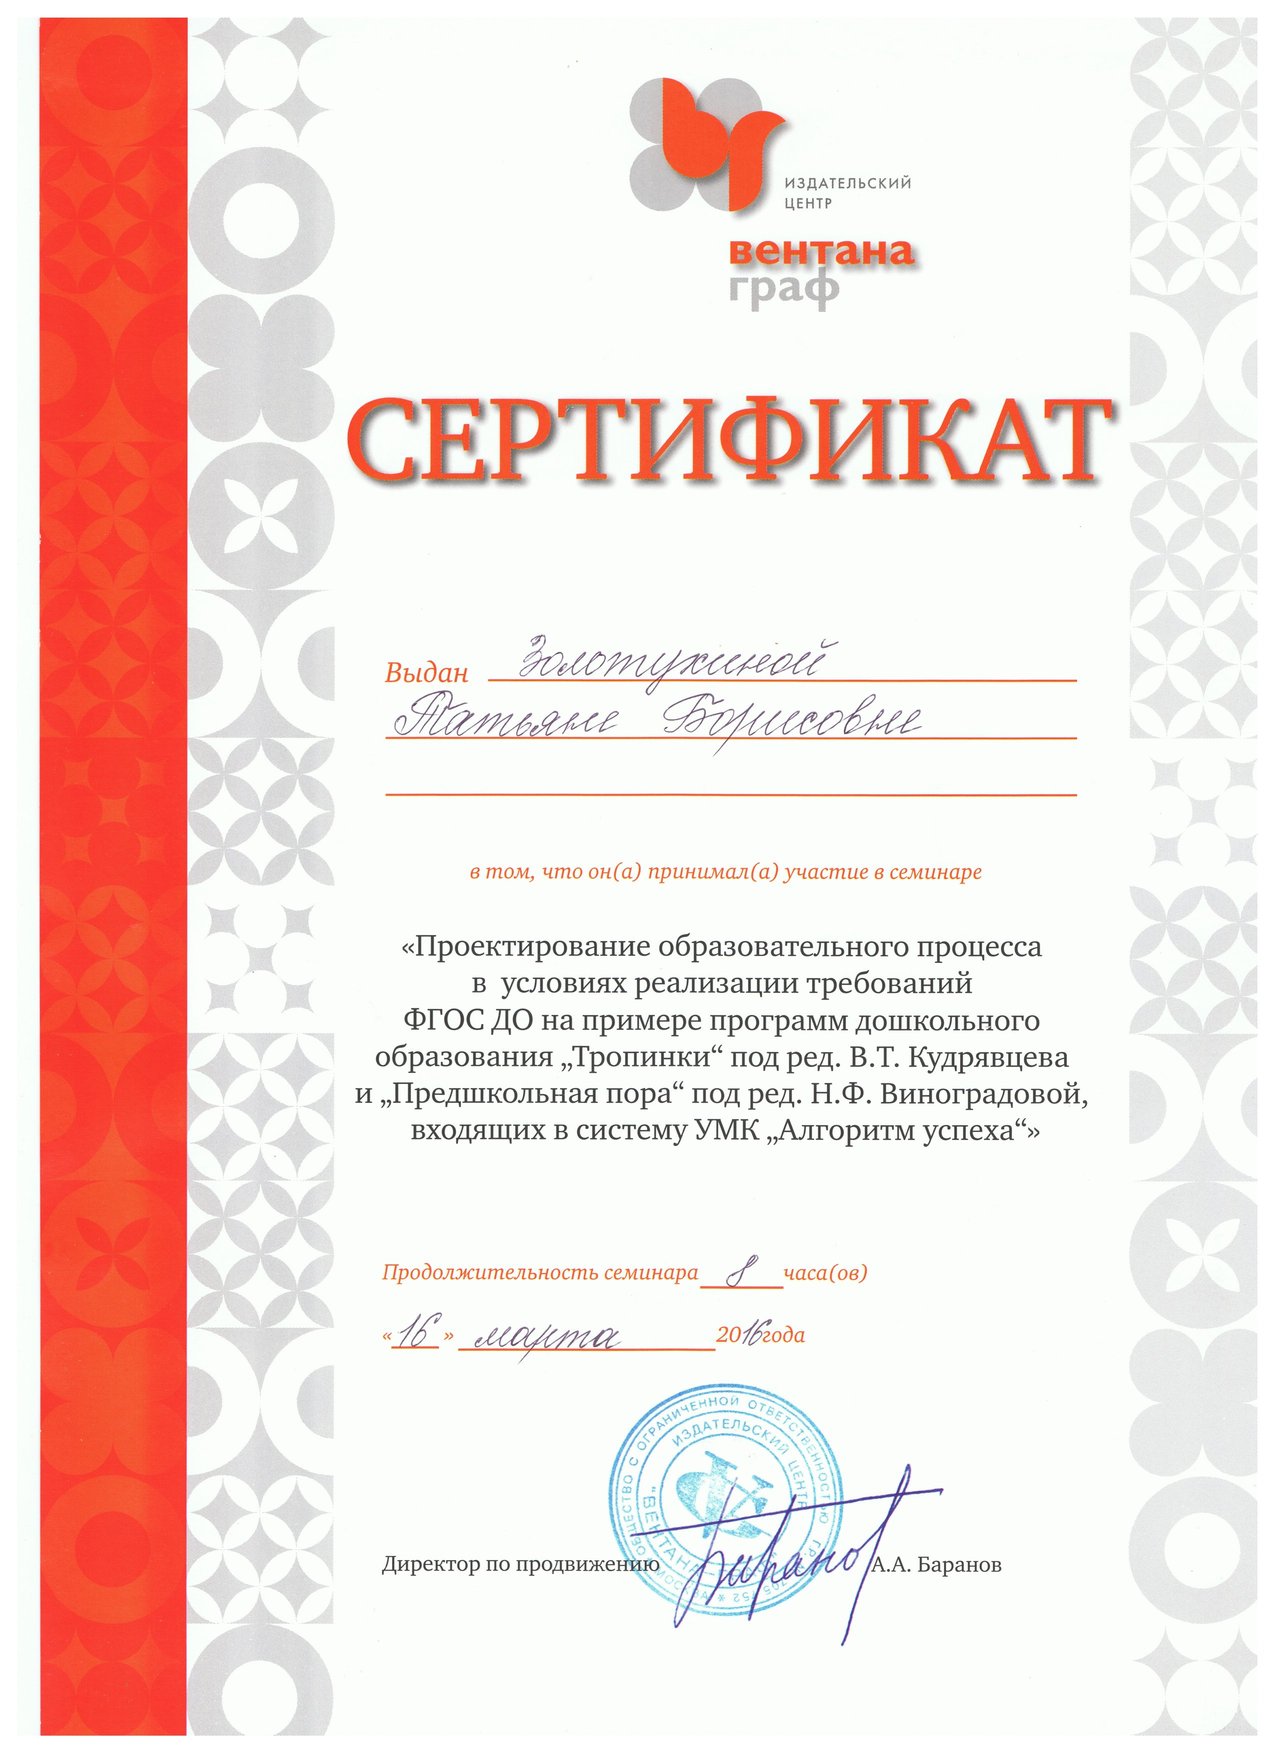 ИЗДАТЕЛЬСКИЙ
ЦЕНТР
вентана
граф
СЕРТИФИКАТ
Выдан Золотухиной
Татьяне Борисовне
в том, что он(а) принимал(а) участие в семинаре
«Проектирование образовательного процесса
в условиях реализации требований
ФГОС ДО на примере программ дошкольного
образования „Тропинки“ под ред. В.Т. Кудрявцева
и „Предшкольная пора“ под ред. Н.Ф. Виноградовой,
входящих в систему УМК „Алгоритм успеха“»
Продолжительность семинара 8 часа(ов)
«16» марта 2016 года
ОБЩЕСТВО С ОГРАНИЧЕННОЙ ОТВЕТСТВЕННОСТЬЮ
ИЗДАТЕЛЬСКИЙ ЦЕНТР
"ВЕНТАНА
МОСКВА
Директор по продвижению А.А. Баранов